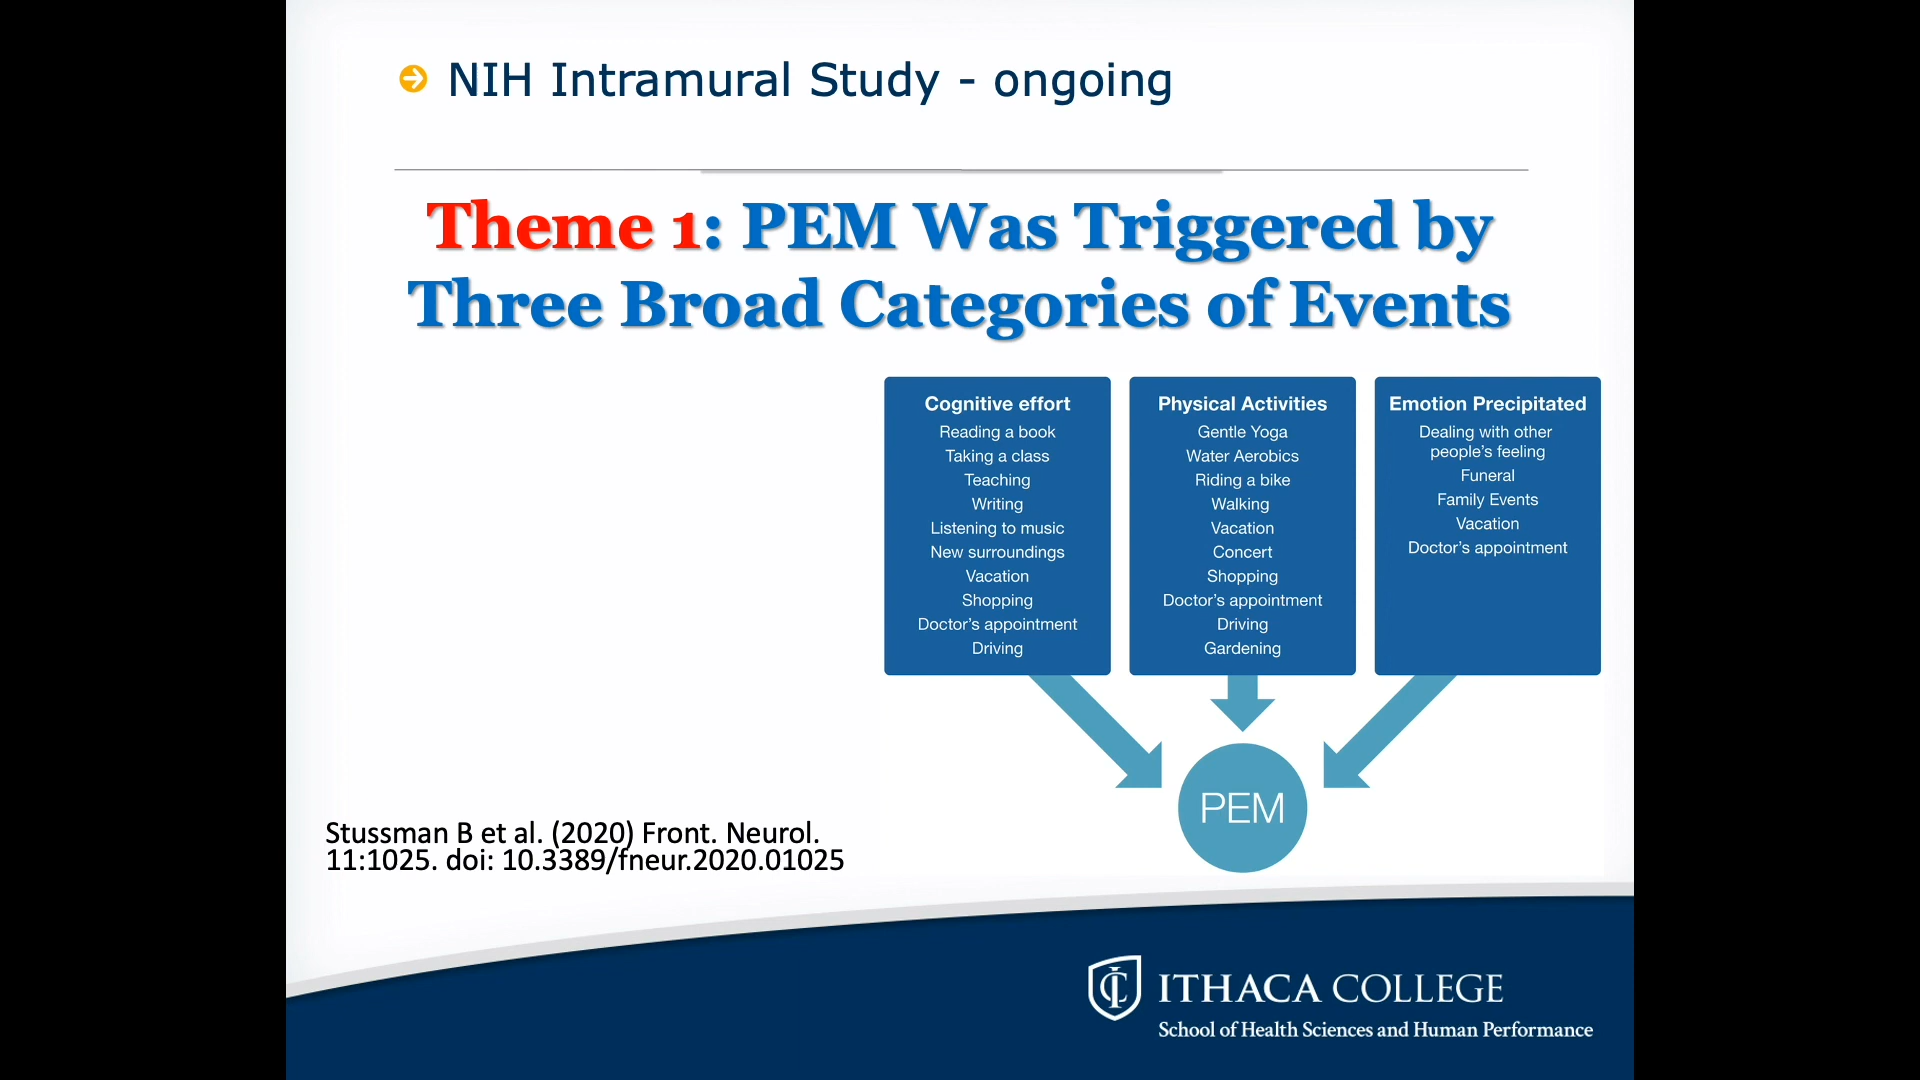 NIH Intramural Study - ongoing
Theme 1: PEM Was Triggered by
Three Broad Categories of Events
Cognitive effort
Reading a book
Taking a class
Teaching
Writing
Listening to music
New surroundings
Vacation
Shopping
Doctor's appointment
Driving
Physical Activities
Gentle Yoga
Water Aerobics
Riding a bike
Walking
Vacation
Concert
Shopping
Doctor's appointment
Driving
Gardening
Emotion Precipitated
Dealing with other
people's feeling
Funeral
Family Events
Vacation
Doctor's appointment
PEM
Stussman B et al. (2020) Front. Neurol.
11:1025. doi: 10.3389/fneur.2020.01025
ITHACA COLLEGE
School of Health Sciences and Human Performance